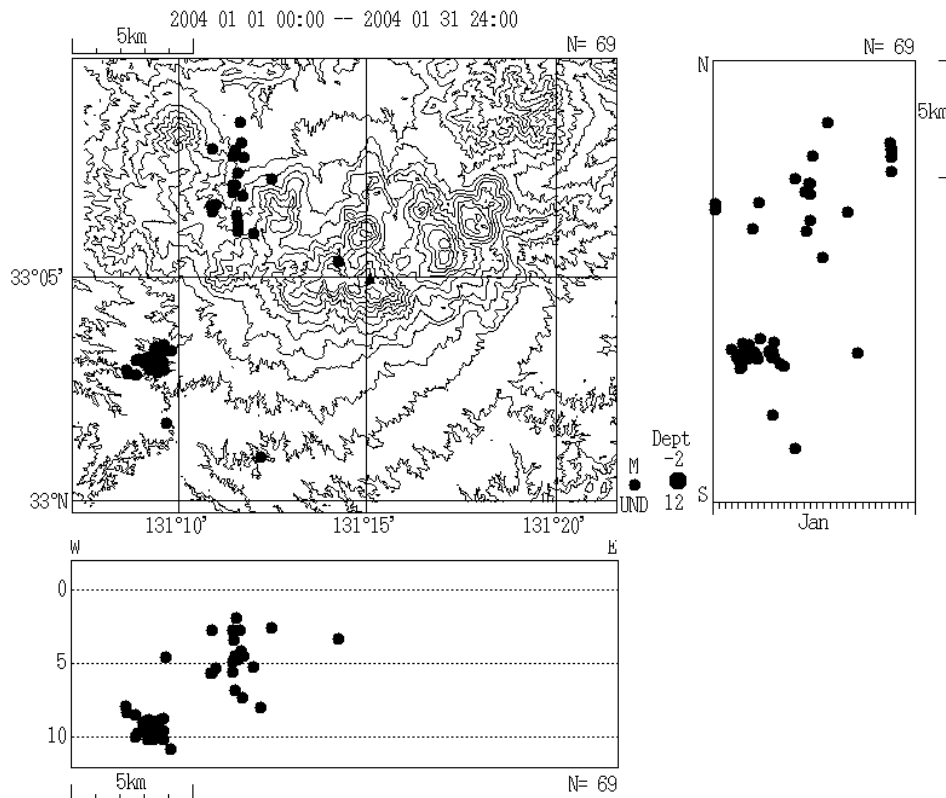 2004 01 01 00:00 -- 2004 01 31 24:00
5km
N= 69
N= 69
N
5km
33°05'
Dept
-2
M
UND
12
S
33°N
131°10'
131°15'
131°20'
Jan
W
E
0
5
10
5km
N= 69